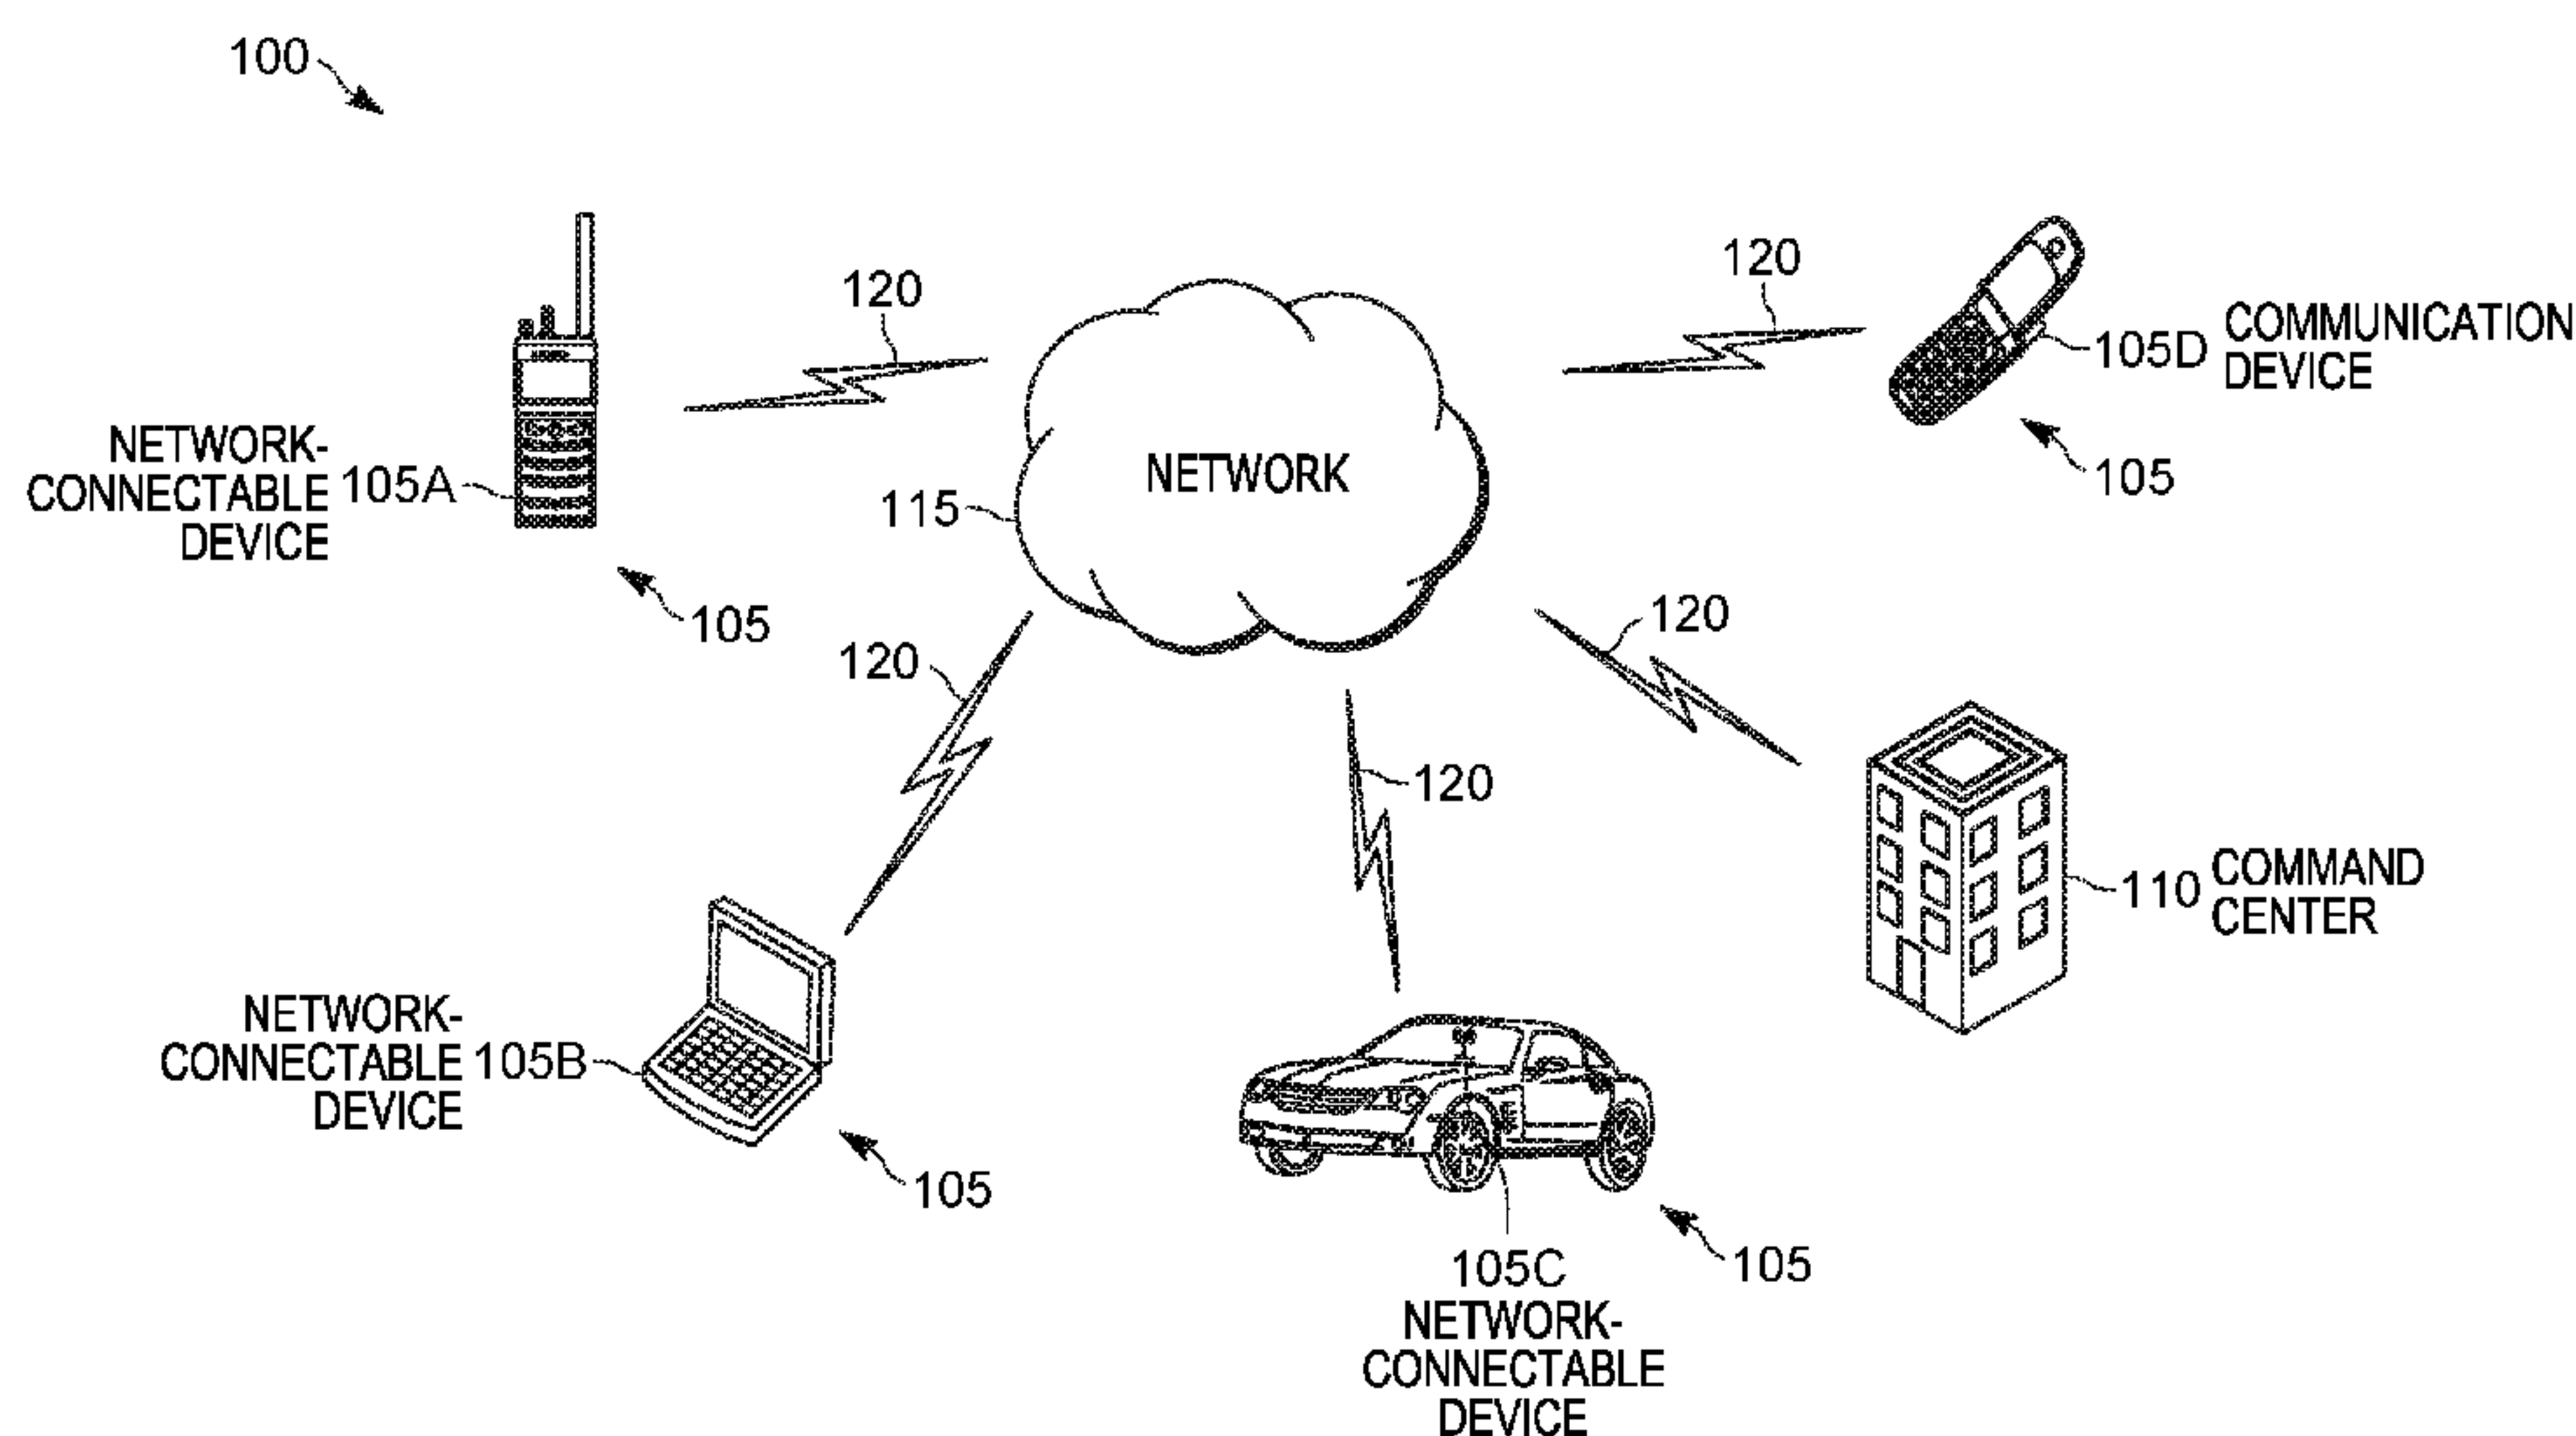 100
120
120
105D COMMUNICATION
DEVICE
NETWORK-
CONNECTABLE 105A
DEVICE
NETWORK
115
105
105
120
120
120
110 COMMAND
CENTER
NETWORK-
CONNECTABLE 105B
DEVICE
105
105C
NETWORK-
CONNECTABLE
DEVICE
105